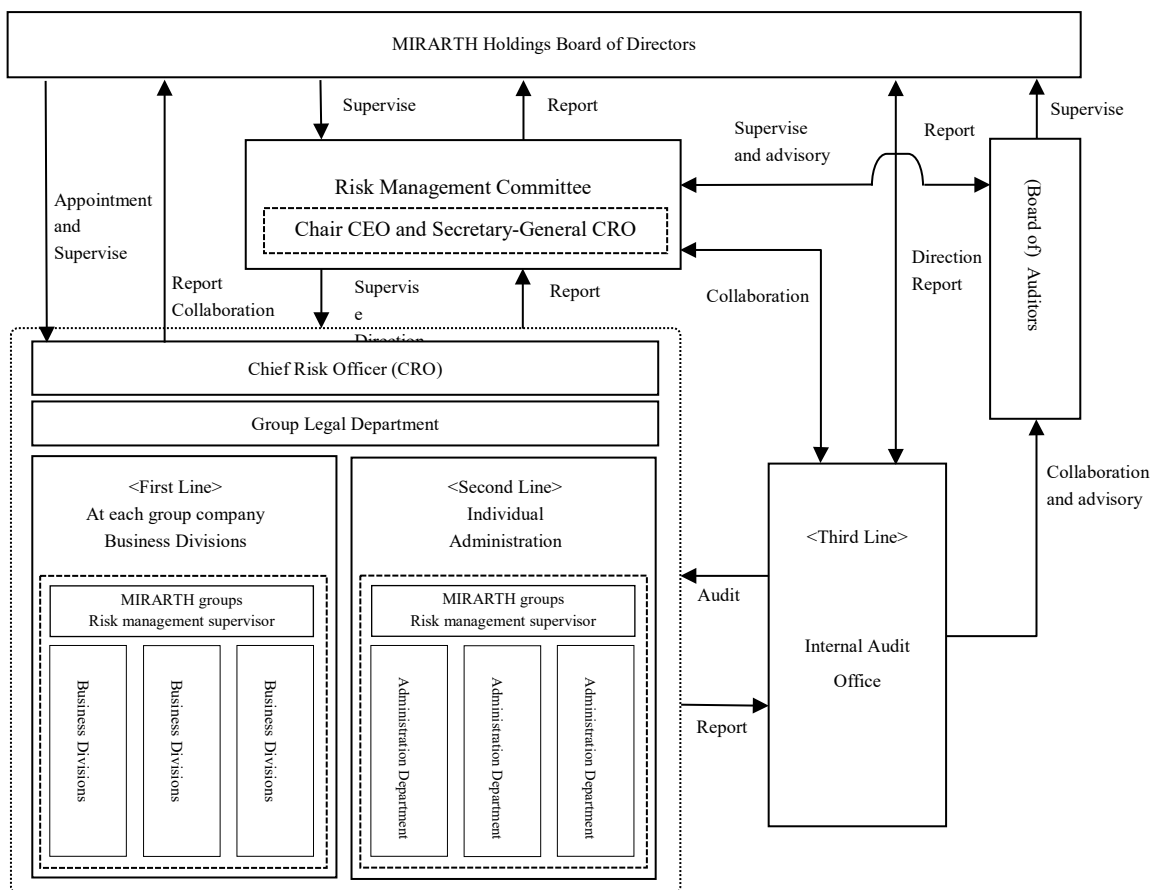 MIRARTH Holdings Board of Directors
Supervise
Report
Supervise
and advisory
Report
Supervise
Appointment
and
Supervise
Risk Management Committee
Chair CEO and Secretary-General CRO
(Board of) Auditors
Report
Collaboration
Supervis
e
Direction
Report
Collaboration
Direction
Report
Chief Risk Officer (CRO)
Group Legal Department
<First Line>
At each group company
Business Divisions
MIRARTH groups
Risk management supervisor
Business Divisions
Business Divisions
Business Divisions
<Second Line>
Individual
Administration
MIRARTH groups
Risk management supervisor
Administration Department
Administration Department
Administration Department
Audit
Report
<Third Line>
Internal Audit
Office
Collaboration
and advisory